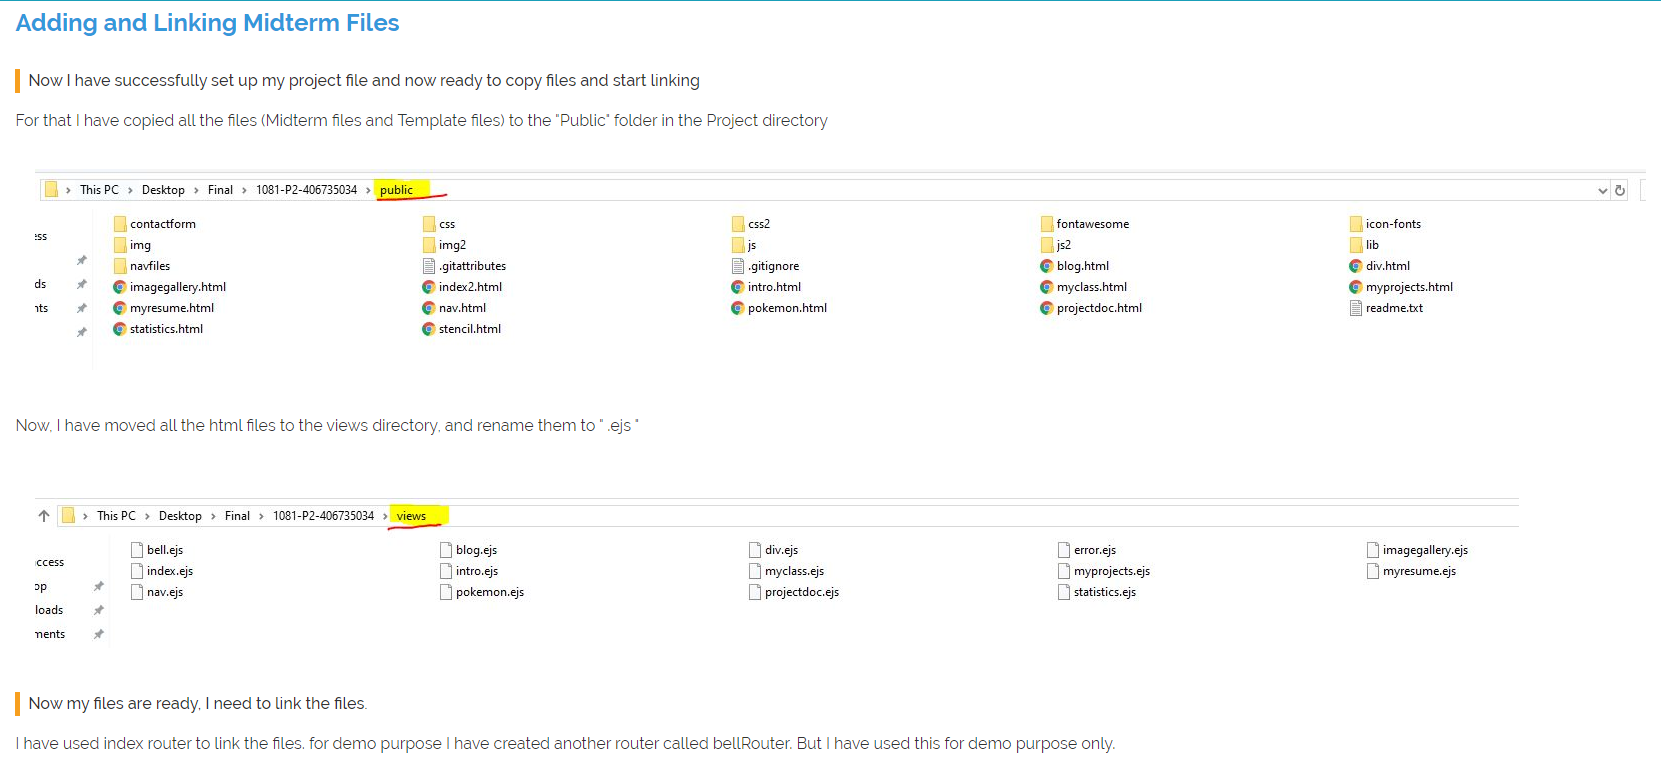 Adding and Linking Midterm Files
Now I have successfully set up my project file and now ready to copy files and start linking
For that I have copied all the files (Midterm files and Template files) to the "Public" folder in the Project directory
This PC > Desktop > Final > 1081-P2-406735034 > public
contactform css css2 fontawesome icon-fonts
ess
img img2 js js2 lib
navfiles .gitattributes .gitignore blog.html div.html
ds imagegallery.html index2.html intro.html myclass.html myprojects.html
nts myresume.html nav.html pokemon.html projectdoc.html readme.txt
statistics.html stencil.html
Now, I have moved all the html files to the views directory, and rename them to " .ejs "
This PC > Desktop > Final > 1081-P2-406735034 > views
bell.ejs blog.ejs div.ejs error.ejs imagegallery.ejs
ccess
index.ejs intro.ejs myclass.ejs myprojects.ejs myresume.ejs
op
nav.ejs pokemon.ejs projectdoc.ejs statistics.ejs
loads
ments
Now my files are ready, I need to link the files.
I have used index router to link the files. for demo purpose I have created another router called bellRouter. But I have used this for demo purpose only.